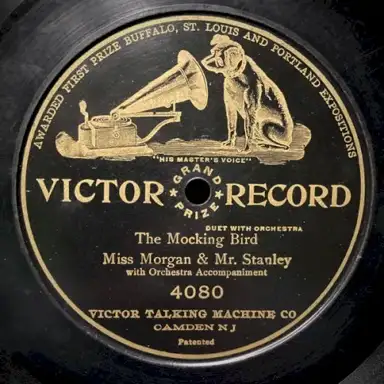 AWARDED FIRST PRIZE BUFFALO, ST. LOUIS AND PORTLAND EXPOSITIONS
"HIS MASTER'S VOICE"
GRAND
VICTOR RECORD
PRIZE
DUET WITH ORCHESTRA
The Mocking Bird
Miss Morgan & Mr. Stanley
with Orchestra Accompaniment
4080
VICTOR TALKING MACHINE CO
CAMDEN N J
Patented